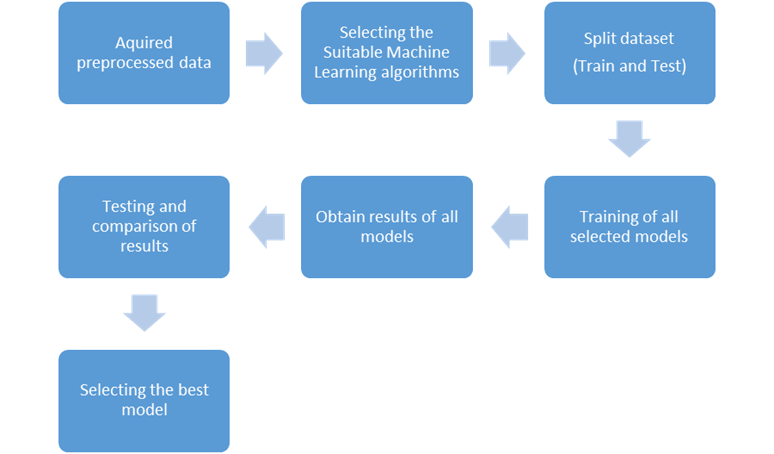 Aquired
preprocessed data
Selecting the
Suitable Machine
Learning algorithms
Split dataset
(Train and Test)
Training of all
selected models
Obtain results of all
models
Testing and
comparison of
results
Selecting the best
model